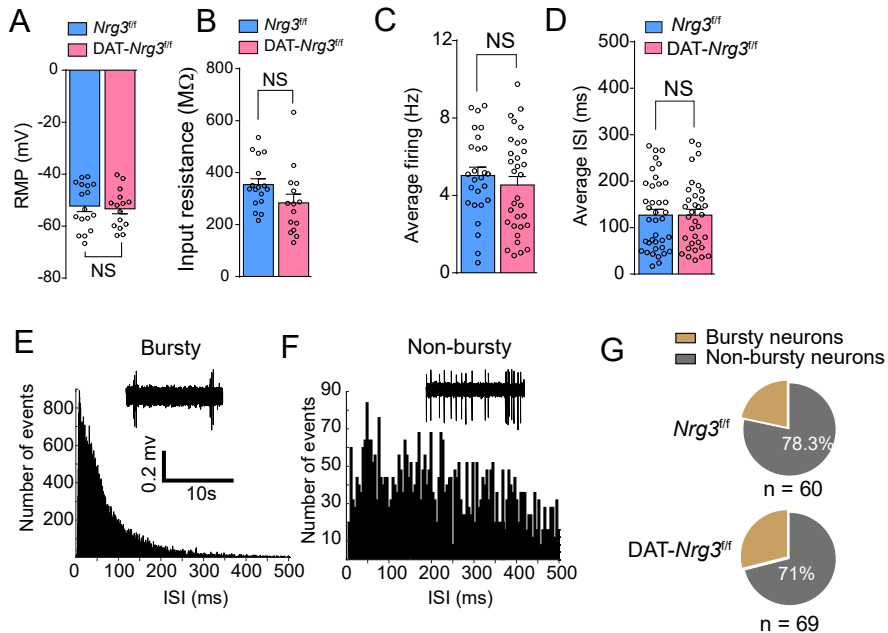 A
Nrg3f/f
DAT-Nrg3f/f
0
−20
−40
−60
−80
RMP (mV)
NS
B
Nrg3f/f
DAT-Nrg3f/f
800
600
400
200
0
Input resistance (MΩ)
NS
C
12
8
4
0
Average firing (Hz)
NS
D
Nrg3f/f
DAT-Nrg3f/f
500
400
300
200
100
0
Average ISI (ms)
NS
E
Bursty
800
600
400
200
Number of events
0.2 mv
10s
0 100 200 300 400 500
ISI (ms)
F
Non-bursty
90
70
50
30
10
Number of events
0 100 200 300 400 500
ISI (ms)
G
Bursty neurons
Non-bursty neurons
Nrg3f/f
78.3%
n = 60
DAT-Nrg3f/f
71%
n = 69